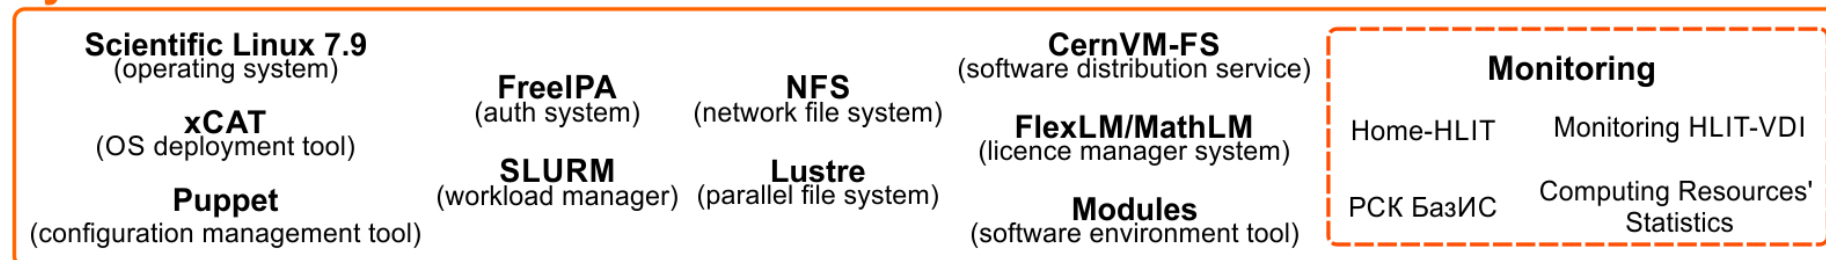 Scientific Linux 7.9
(operating system)
xCAT
(OS deployment tool)
Puppet
(configuration management tool)
FreeIPA
(auth system)
SLURM
(workload manager)
NFS
(network file system)
Lustre
(parallel file system)
CernVM-FS
(software distribution service)
FlexLM/MathLM
(licence manager system)
Modules
(software environment tool)
Monitoring
Home-HLIT
Monitoring HLIT-VDI
РСК БазИС
Computing Resources'
Statistics